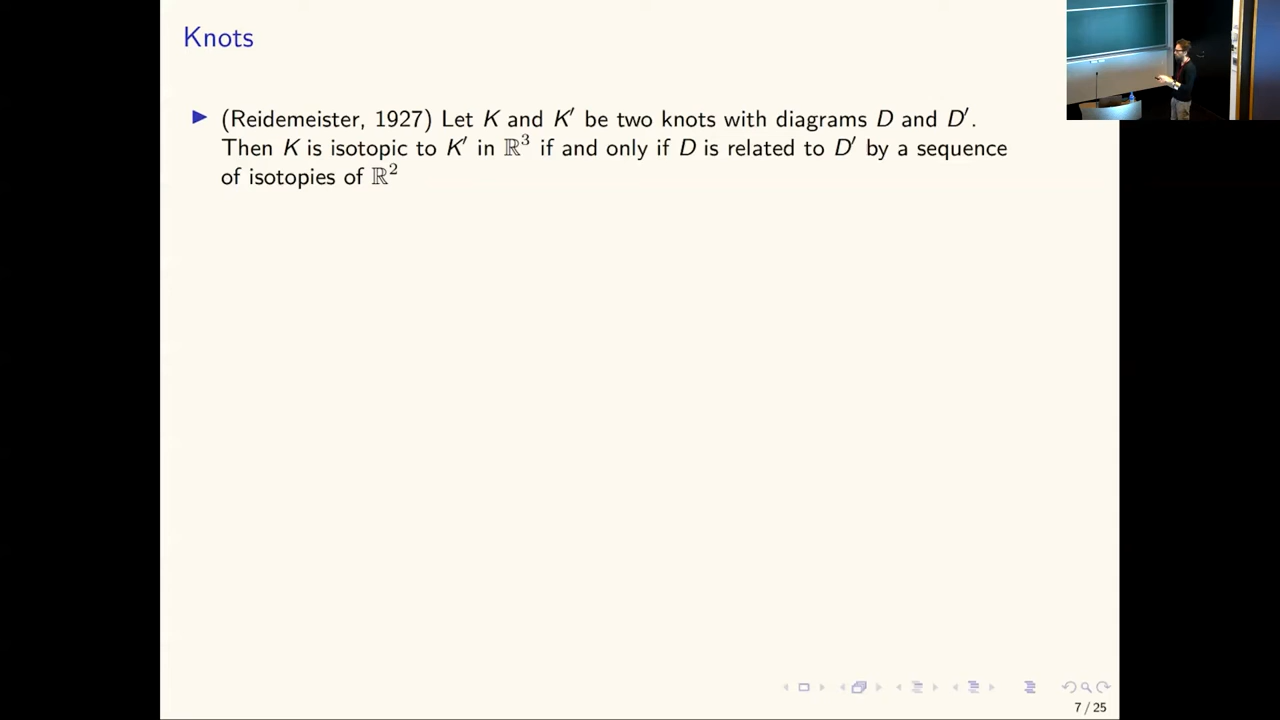 Knots
(Reidemeister, 1927) Let K and K′ be two knots with diagrams D and D′.
Then K is isotopic to K′ in ℝ³ if and only if D is related to D′ by a sequence
of isotopies of ℝ²
7 / 25